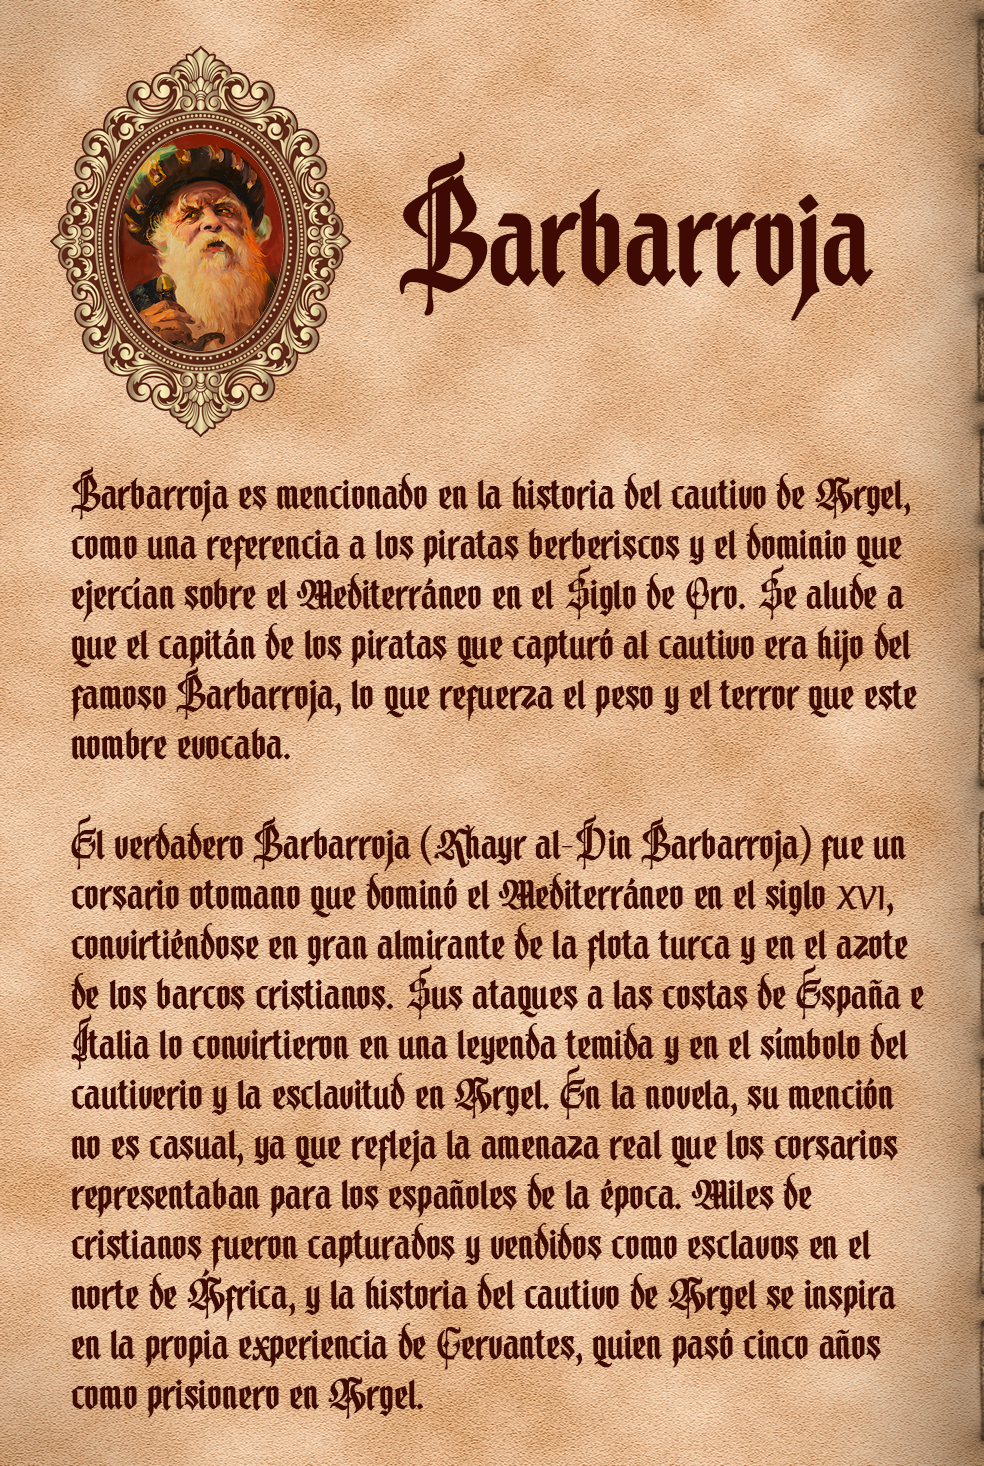 Barbarroja
Barbarroja es mencionado en la historia del cautivo de Argel,
como una referencia a los piratas berberiscos y el dominio que
ejercían sobre el Mediterráneo en el Siglo de Oro. Se alude a
que el capitán de los piratas que capturó al cautivo era hijo del
famoso Barbarroja, lo que refuerza el peso y el terror que este
nombre evocaba.
El verdadero Barbarroja (Khayr al-Din Barbarroja) fue un
corsario otomano que dominó el Mediterráneo en el siglo XVI,
convirtiéndose en gran almirante de la flota turca y en el azote
de los barcos cristianos. Sus ataques a las costas de España e
Italia lo convirtieron en una leyenda temida y en el símbolo del
cautiverio y la esclavitud en Argel. En la novela, su mención
no es casual, ya que refleja la amenaza real que los corsarios
representaban para los españoles de la época. Miles de
cristianos fueron capturados y vendidos como esclavos en el
norte de África, y la historia del cautivo de Argel se inspira
en la propia experiencia de Cervantes, quien pasó cinco años
como prisionero en Argel.